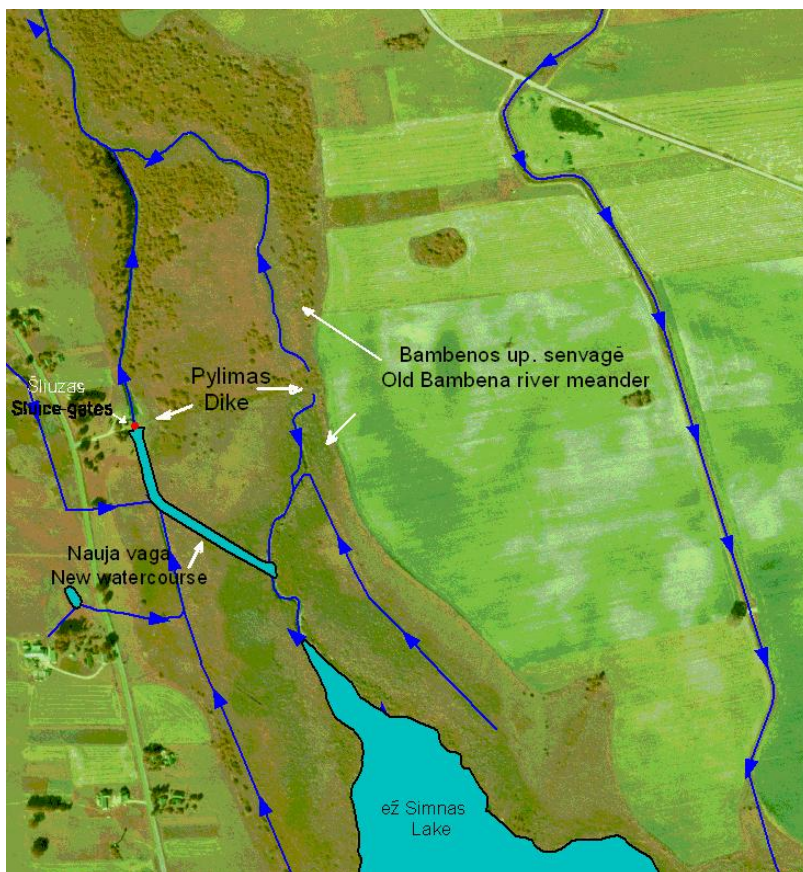 Bambenos up. senvagė
Old Bambena river meander
Pylimas
Dike
Šliuzas
Sluice-gates
Nauja vaga
New watercourse
ež Simnas
Lake